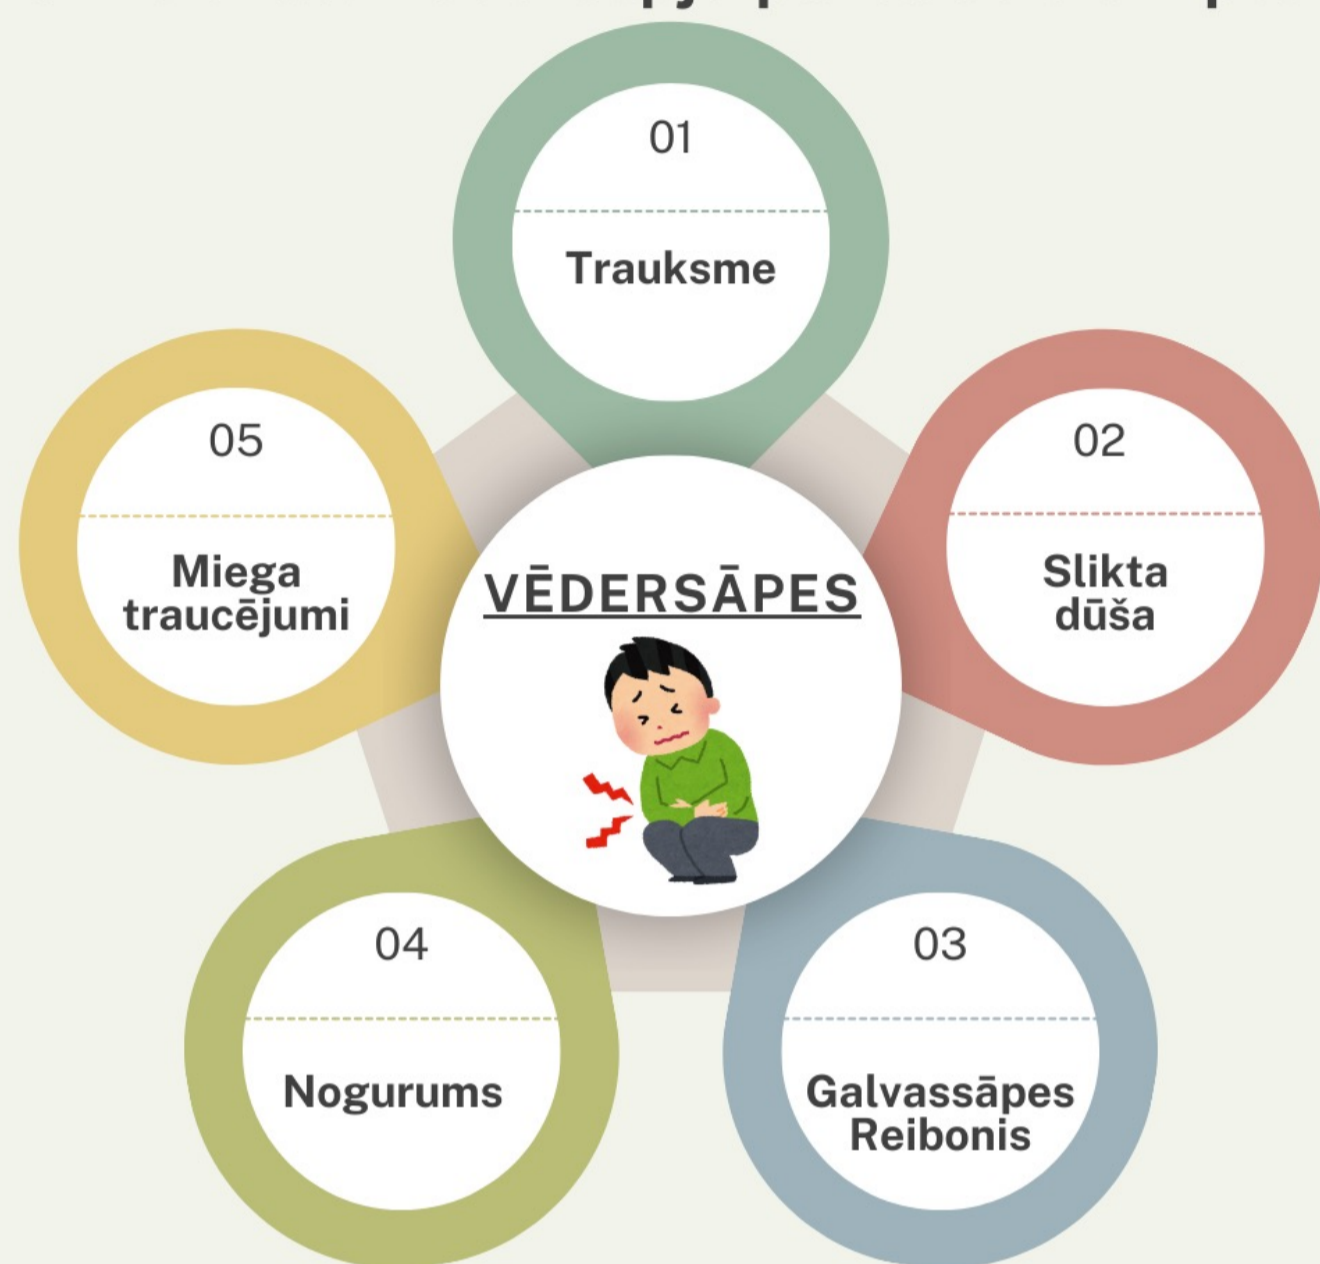 01
Trauksme
02
Slikta
dūša
03
Galvassāpes
Reibonis
04
Nogurums
05
Miega
traucējumi
VĒDERSĀPES